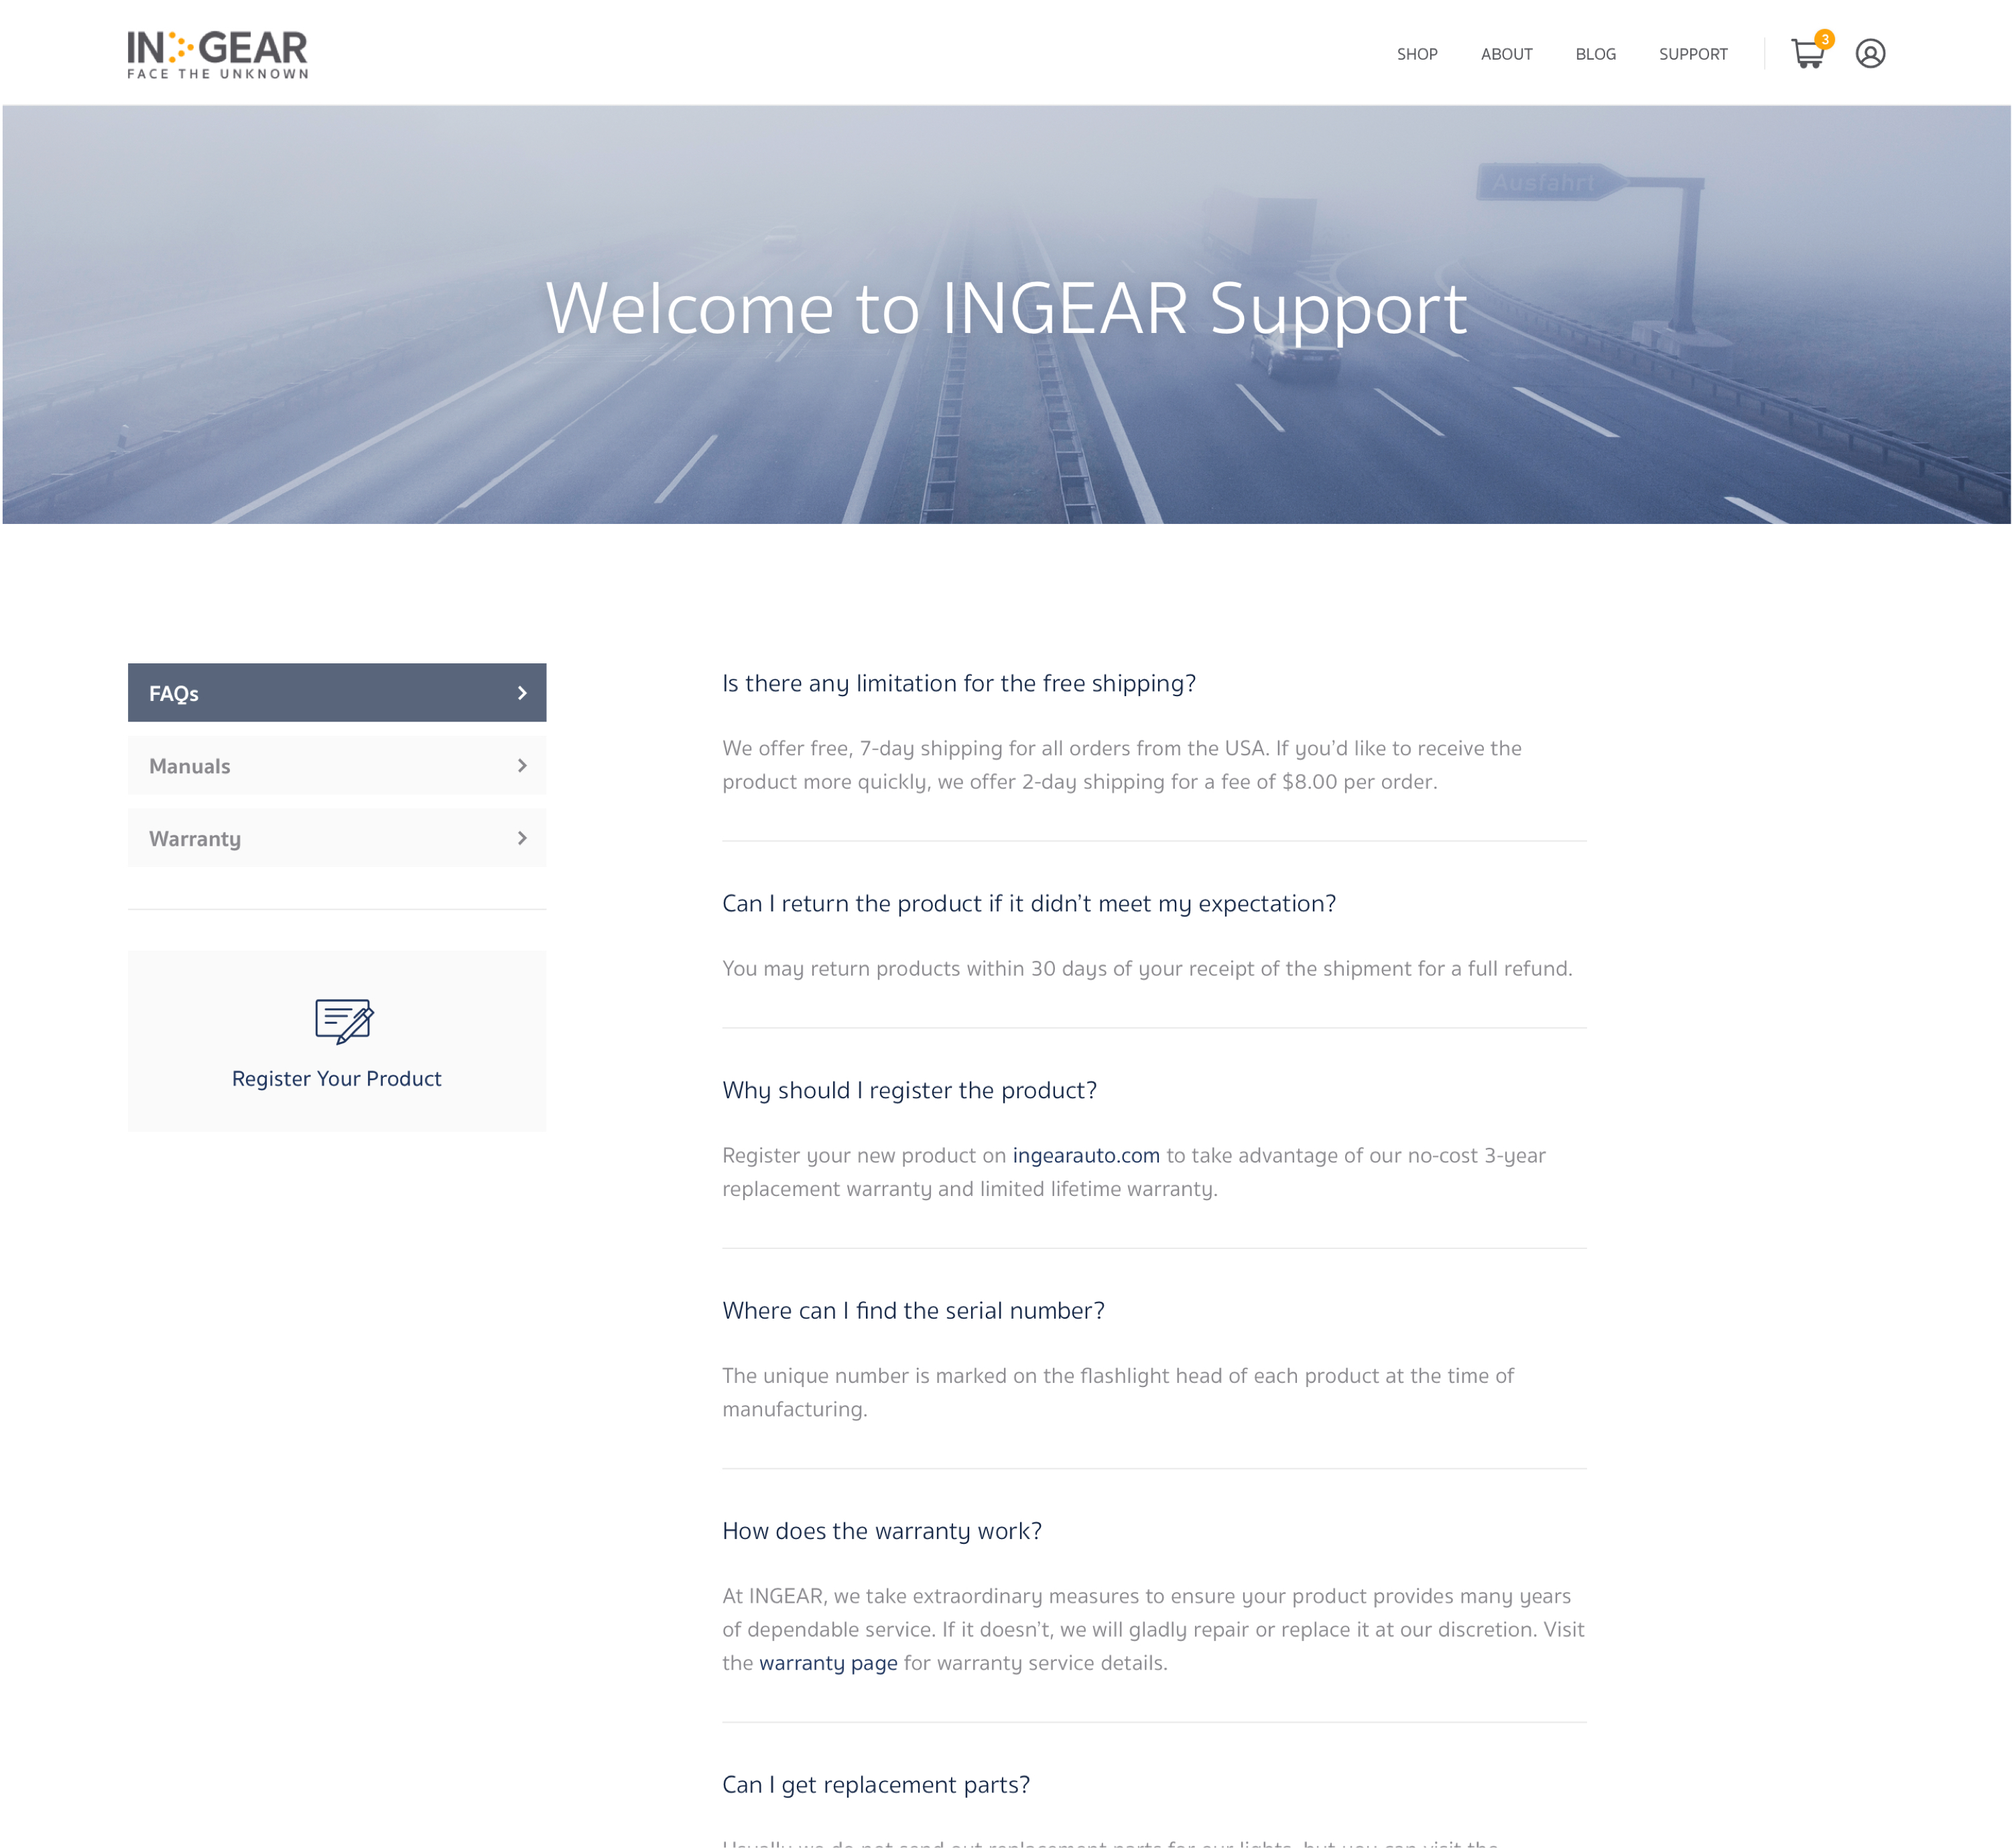 IN GEAR
FACE THE UNKNOWN
SHOP
ABOUT
BLOG
SUPPORT
3
Ausfahrt
Welcome to INGEAR Support
FAQs
Manuals
Warranty
Register Your Product
Is there any limitation for the free shipping?
We offer free, 7-day shipping for all orders from the USA. If you’d like to receive the
product more quickly, we offer 2-day shipping for a fee of $8.00 per order.
Can I return the product if it didn’t meet my expectation?
You may return products within 30 days of your receipt of the shipment for a full refund.
Why should I register the product?
Register your new product on ingearauto.com to take advantage of our no-cost 3-year
replacement warranty and limited lifetime warranty.
Where can I find the serial number?
The unique number is marked on the flashlight head of each product at the time of
manufacturing.
How does the warranty work?
At INGEAR, we take extraordinary measures to ensure your product provides many years
of dependable service. If it doesn’t, we will gladly repair or replace it at our discretion. Visit
the warranty page for warranty service details.
Can I get replacement parts?